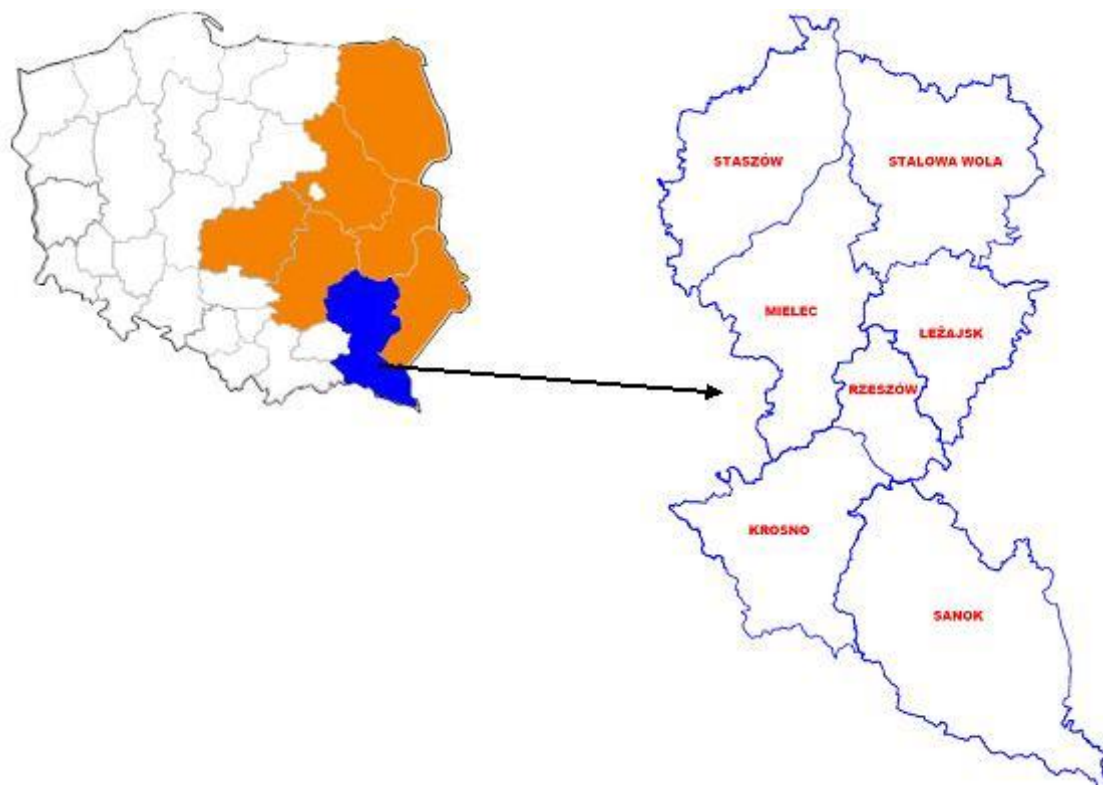 STASZÓW
STALOWA WOLA
MIELEC
LEŻAJSK
RZESZÓW
KROSNO
SANOK